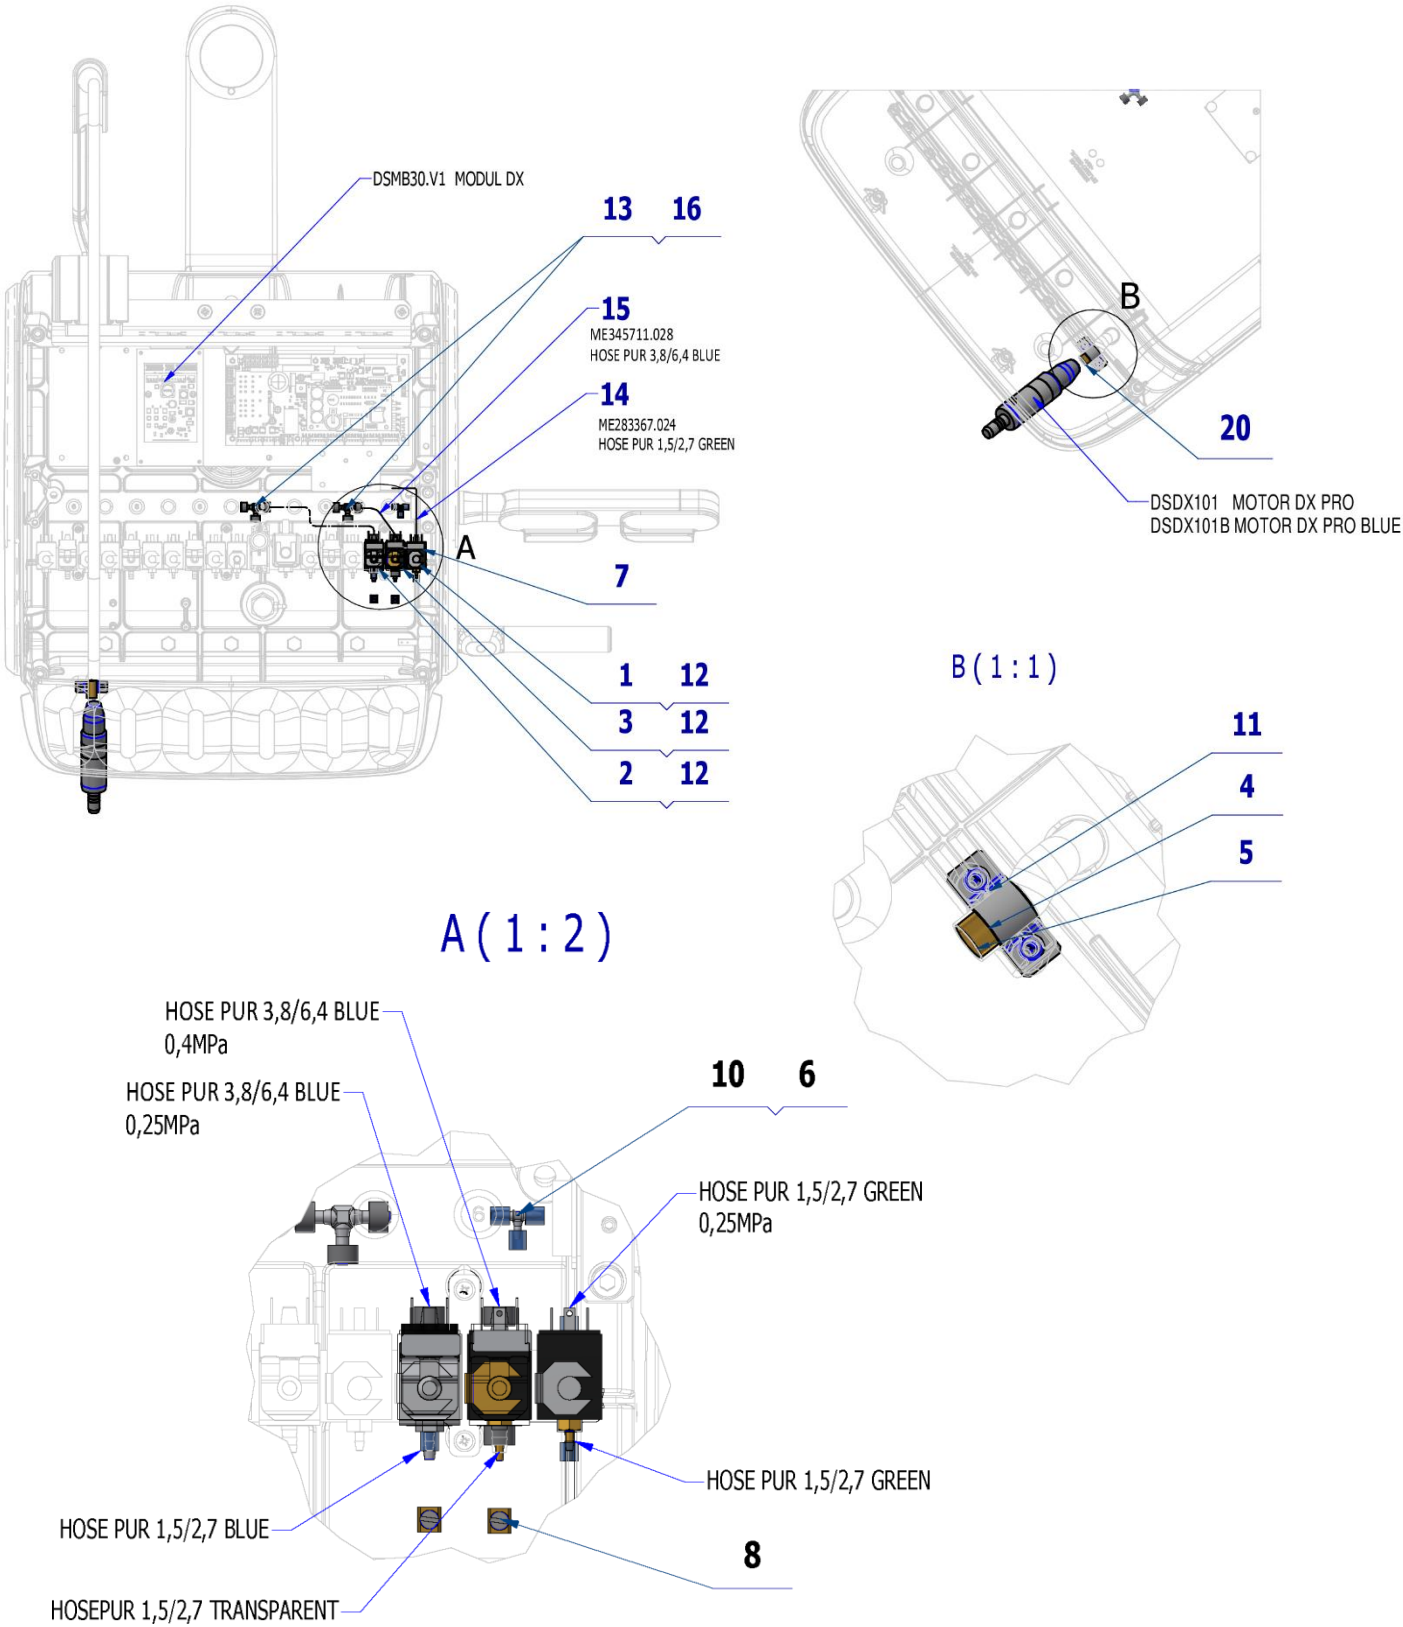 DSMB30.V1 MODUL DX
13 16
15
ME345711.028
HOSE PUR 3,8/6,4 BLUE
14
ME283367.024
HOSE PUR 1,5/2,7 GREEN
A
7
1 12
3 12
2 12
B
20
DSDX101 MOTOR DX PRO
DSDX101B MOTOR DX PRO BLUE
B ( 1 : 1 )
11
4
5
A ( 1 : 2 )
HOSE PUR 3,8/6,4 BLUE
0,4MPa
HOSE PUR 3,8/6,4 BLUE
0,25MPa
10 6
HOSE PUR 1,5/2,7 GREEN
0,25MPa
6
HOSE PUR 1,5/2,7 GREEN
HOSE PUR 1,5/2,7 BLUE
8
HOSEPUR 1,5/2,7 TRANSPARENT